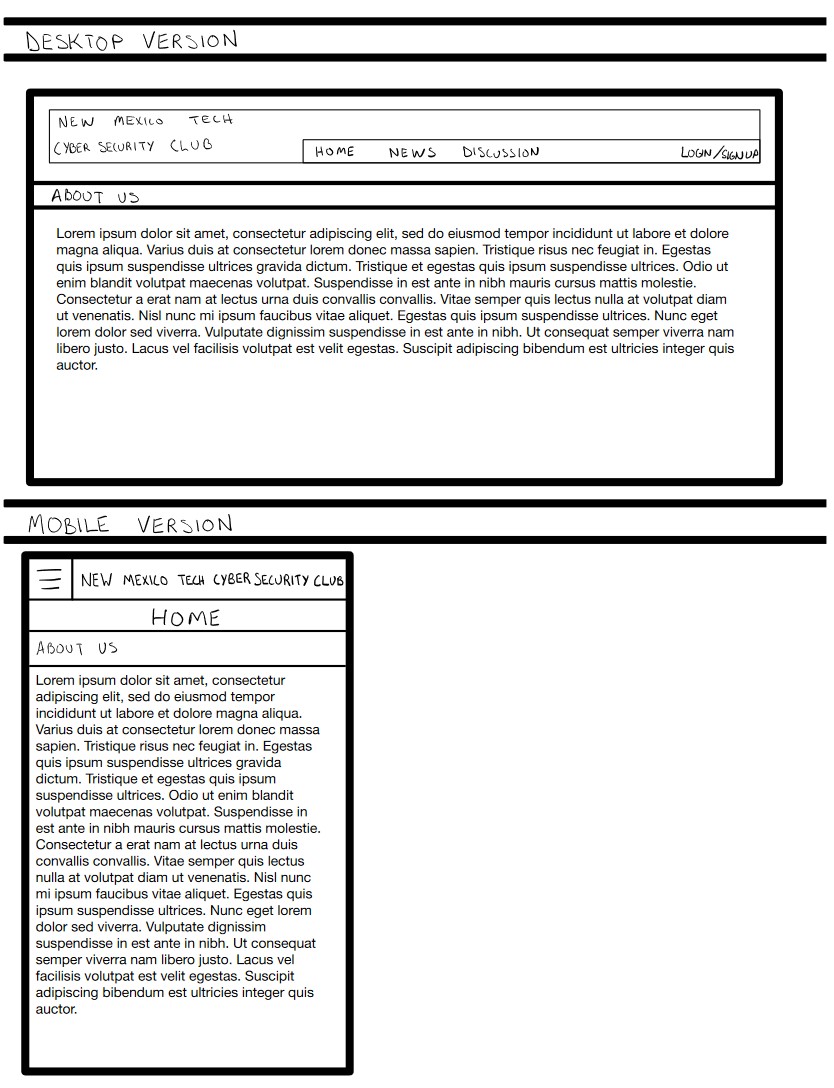 DESKTOP VERSION
NEW MEXICO TECH
CYBER SECURITY CLUB
HOME NEWS DISCUSSION LOGIN/SIGNUP
ABOUT US
Lorem ipsum dolor sit amet, consectetur adipiscing elit, sed do eiusmod tempor incididunt ut labore et dolore
magna aliqua. Varius duis at consectetur lorem donec massa sapien. Tristique risus nec feugiat in. Egestas
quis ipsum suspendisse ultrices gravida dictum. Tristique et egestas quis ipsum suspendisse ultrices. Odio ut
enim blandit volutpat maecenas volutpat. Suspendisse in est ante in nibh mauris cursus mattis molestie.
Consectetur a erat nam at lectus urna duis convallis convallis. Vitae semper quis lectus nulla at volutpat diam
ut venenatis. Nisl nunc mi ipsum faucibus vitae aliquet. Egestas quis ipsum suspendisse ultrices. Nunc eget
lorem dolor sed viverra. Vulputate dignissim suspendisse in est ante in nibh. Ut consequat semper viverra nam
libero justo. Lacus vel facilisis volutpat est velit egestas. Suscipit adipiscing bibendum est ultricies integer quis
auctor.
MOBILE VERSION
NEW MEXICO TECH CYBER SECURITY CLUB
HOME
ABOUT US
Lorem ipsum dolor sit amet, consectetur
adipiscing elit, sed do eiusmod tempor
incididunt ut labore et dolore magna aliqua.
Varius duis at consectetur lorem donec massa
sapien. Tristique risus nec feugiat in. Egestas
quis ipsum suspendisse ultrices gravida
dictum. Tristique et egestas quis ipsum
suspendisse ultrices. Odio ut enim blandit
volutpat maecenas volutpat. Suspendisse in
est ante in nibh mauris cursus mattis molestie.
Consectetur a erat nam at lectus urna duis
convallis convallis. Vitae semper quis lectus
nulla at volutpat diam ut venenatis. Nisl nunc
mi ipsum faucibus vitae aliquet. Egestas quis
ipsum suspendisse ultrices. Nunc eget lorem
dolor sed viverra. Vulputate dignissim
suspendisse in est ante in nibh. Ut consequat
semper viverra nam libero justo. Lacus vel
facilisis volutpat est velit egestas. Suscipit
adipiscing bibendum est ultricies integer quis
auctor.